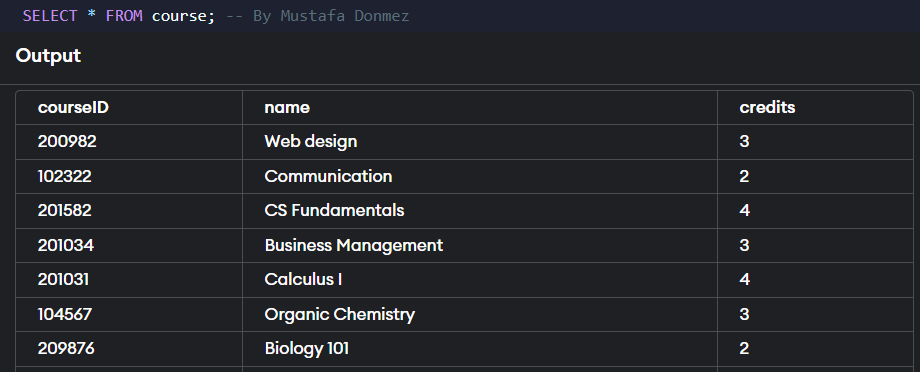 SELECT * FROM course; -- By Mustafa Donmez
Output
courseID name credits
200982 Web design 3
102322 Communication 2
201582 CS Fundamentals 4
201034 Business Management 3
201031 Calculus I 4
104567 Organic Chemistry 3
209876 Biology 101 2